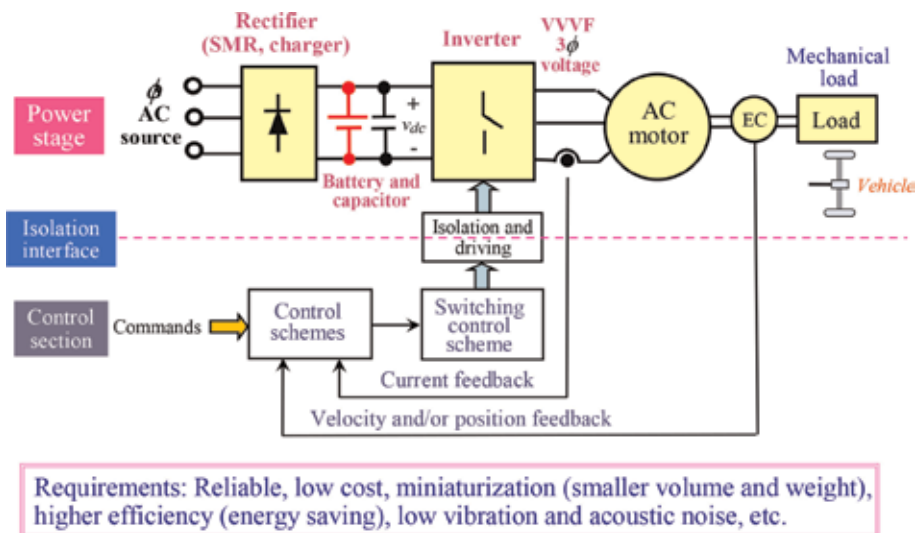 Rectifier
(SMR, charger)
Inverter
VVVF
3ϕ
voltage
Mechanical
load
Power
stage
ϕ
AC
source
+
v_dc
-
AC
motor
EC
Load
Battery and
capacitor
Vehicle
Isolation
interface
Isolation and
driving
Control
section
Commands
Control
schemes
Switching
control
scheme
Current feedback
Velocity and/or position feedback
Requirements: Reliable, low cost, miniaturization (smaller volume and weight),
higher efficiency (energy saving), low vibration and acoustic noise, etc.